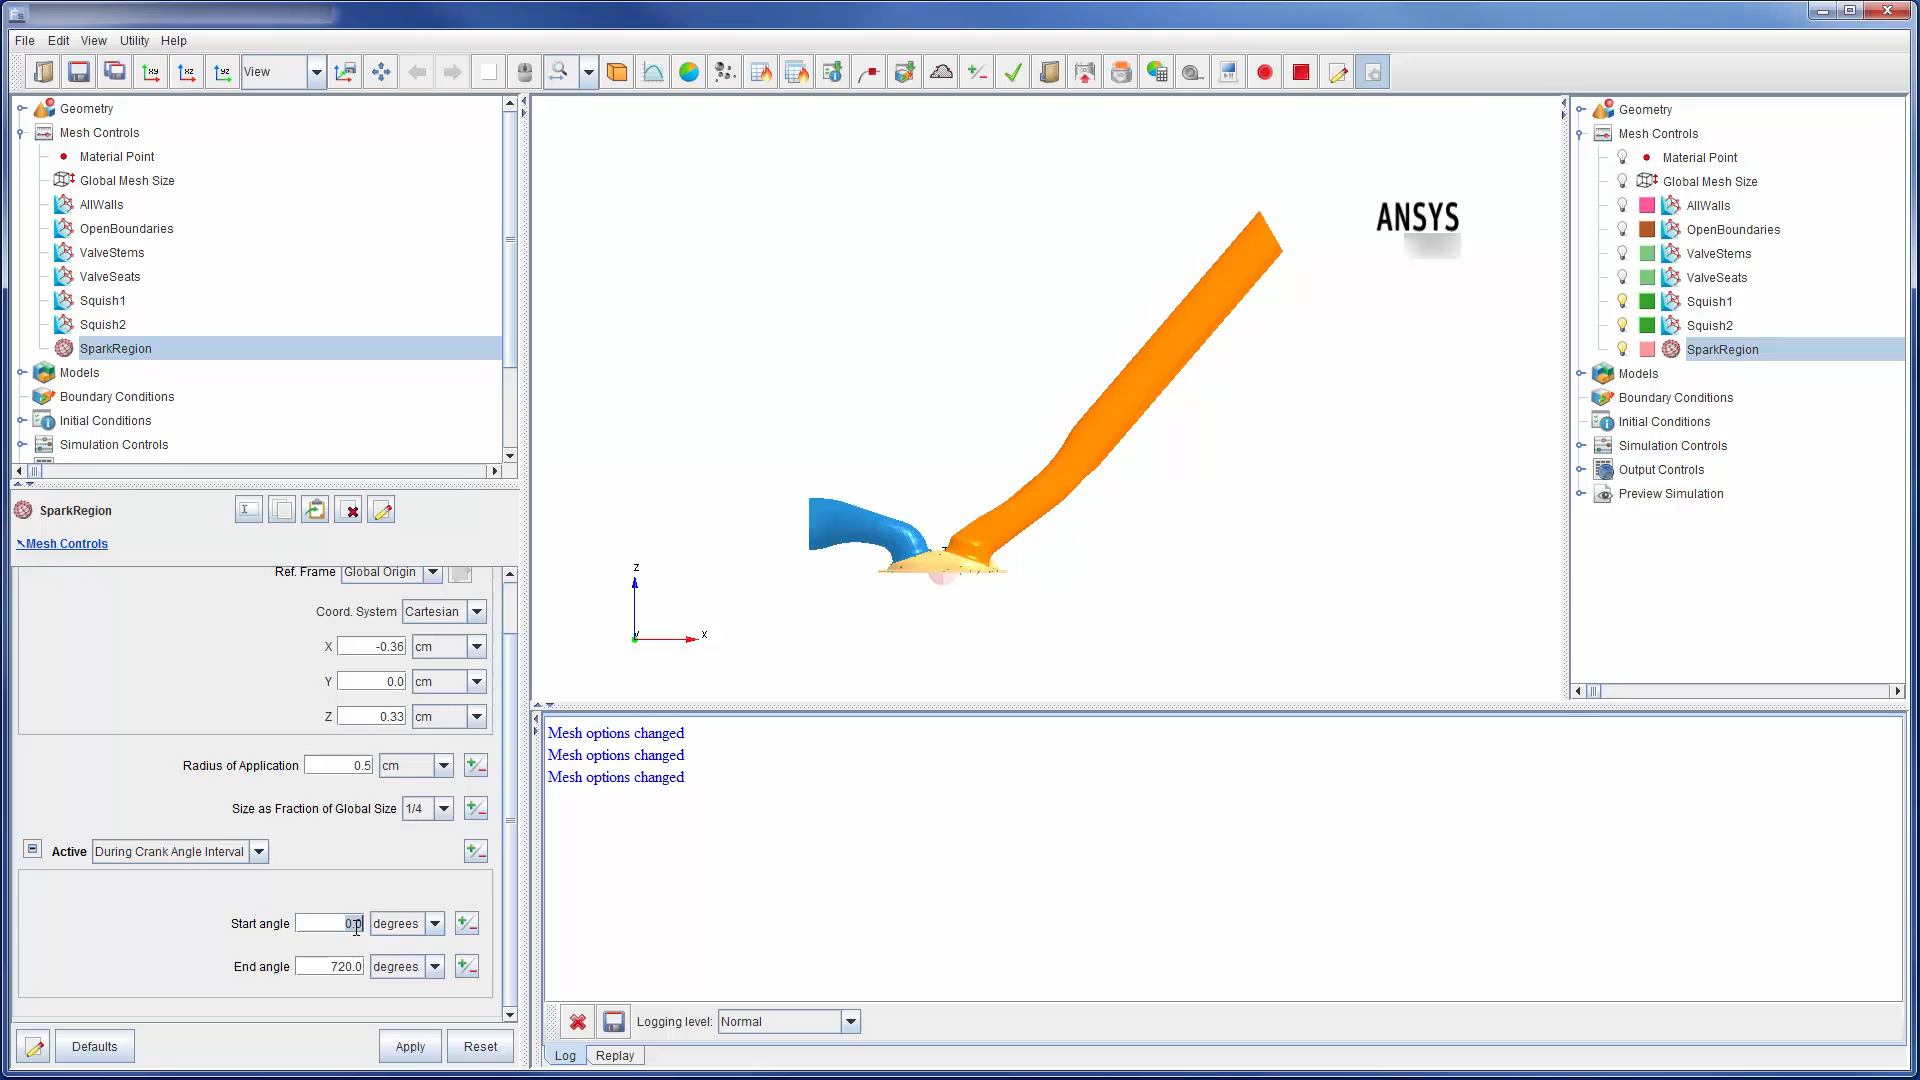 File Edit View Utility Help
xy xz yz View
Geometry
Mesh Controls
Material Point
Global Mesh Size
AllWalls
OpenBoundaries
ValveStems
ValveSeats
Squish1
Squish2
SparkRegion
Models
Boundary Conditions
Initial Conditions
Simulation Controls
SparkRegion
Mesh Controls
Ref. Frame Global Origin
Coord. System Cartesian
X -0.36 cm
Y 0.0 cm
Z 0.33 cm
Radius of Application 0.5 cm
Size as Fraction of Global Size 1/4
Active During Crank Angle Interval
Start angle 0.0 degrees
End angle 720.0 degrees
Defaults Apply Reset
ANSYS
z
x
Mesh options changed
Mesh options changed
Mesh options changed
Logging level: Normal
Log Replay
Geometry
Mesh Controls
Material Point
Global Mesh Size
AllWalls
OpenBoundaries
ValveStems
ValveSeats
Squish1
Squish2
SparkRegion
Models
Boundary Conditions
Initial Conditions
Simulation Controls
Output Controls
Preview Simulation